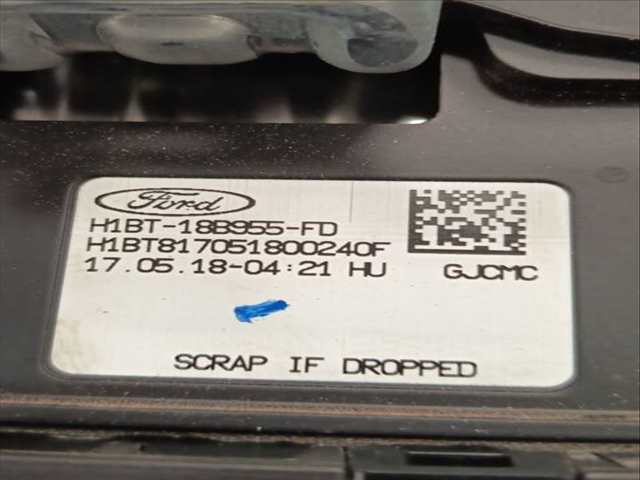 Ford
H1BT-18B955-FD
H1BT817051800240F
17.05.18-04:21 HU
GJCMC
SCRAP IF DROPPED